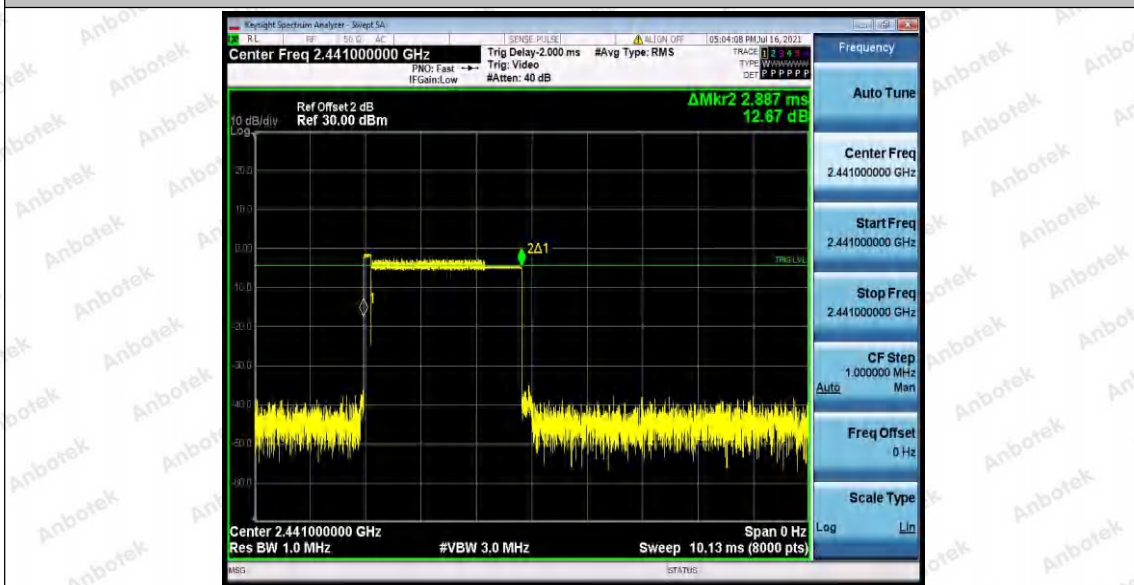 Keysight Spectrum Analyzer - Swept SA
RL RF 50 Ω AC SENSE:PULSE ALIGN OFF 05:04:08 PM Jul 16, 2021
Center Freq 2.441000000 GHz
Trig Delay-2.000 ms #Avg Type: RMS
TRACE 1 2 3 4 5 6
PNO: Fast
Trig: Video
TYPE WWWWWW
IFGain:Low
#Atten: 40 dB
DET P P P P P P
ΔMkr2 2.887 ms
12.67 dB
Ref Offset 2 dB
10 dB/div Ref 30.00 dBm
Log
20.0
10.0
0.00
2Δ1
TRIG LVL
-10.0
-20.0
-30.0
-40.0
-50.0
-60.0
Center 2.441000000 GHz Span 0 Hz
Res BW 1.0 MHz #VBW 3.0 MHz Sweep 10.13 ms (8000 pts)
MSG STATUS
Frequency
Auto Tune
Center Freq
2.441000000 GHz
Start Freq
2.441000000 GHz
Stop Freq
2.441000000 GHz
CF Step
1.000000 MHz
Auto Man
Freq Offset
0 Hz
Scale Type
Log Lin
Anbotek